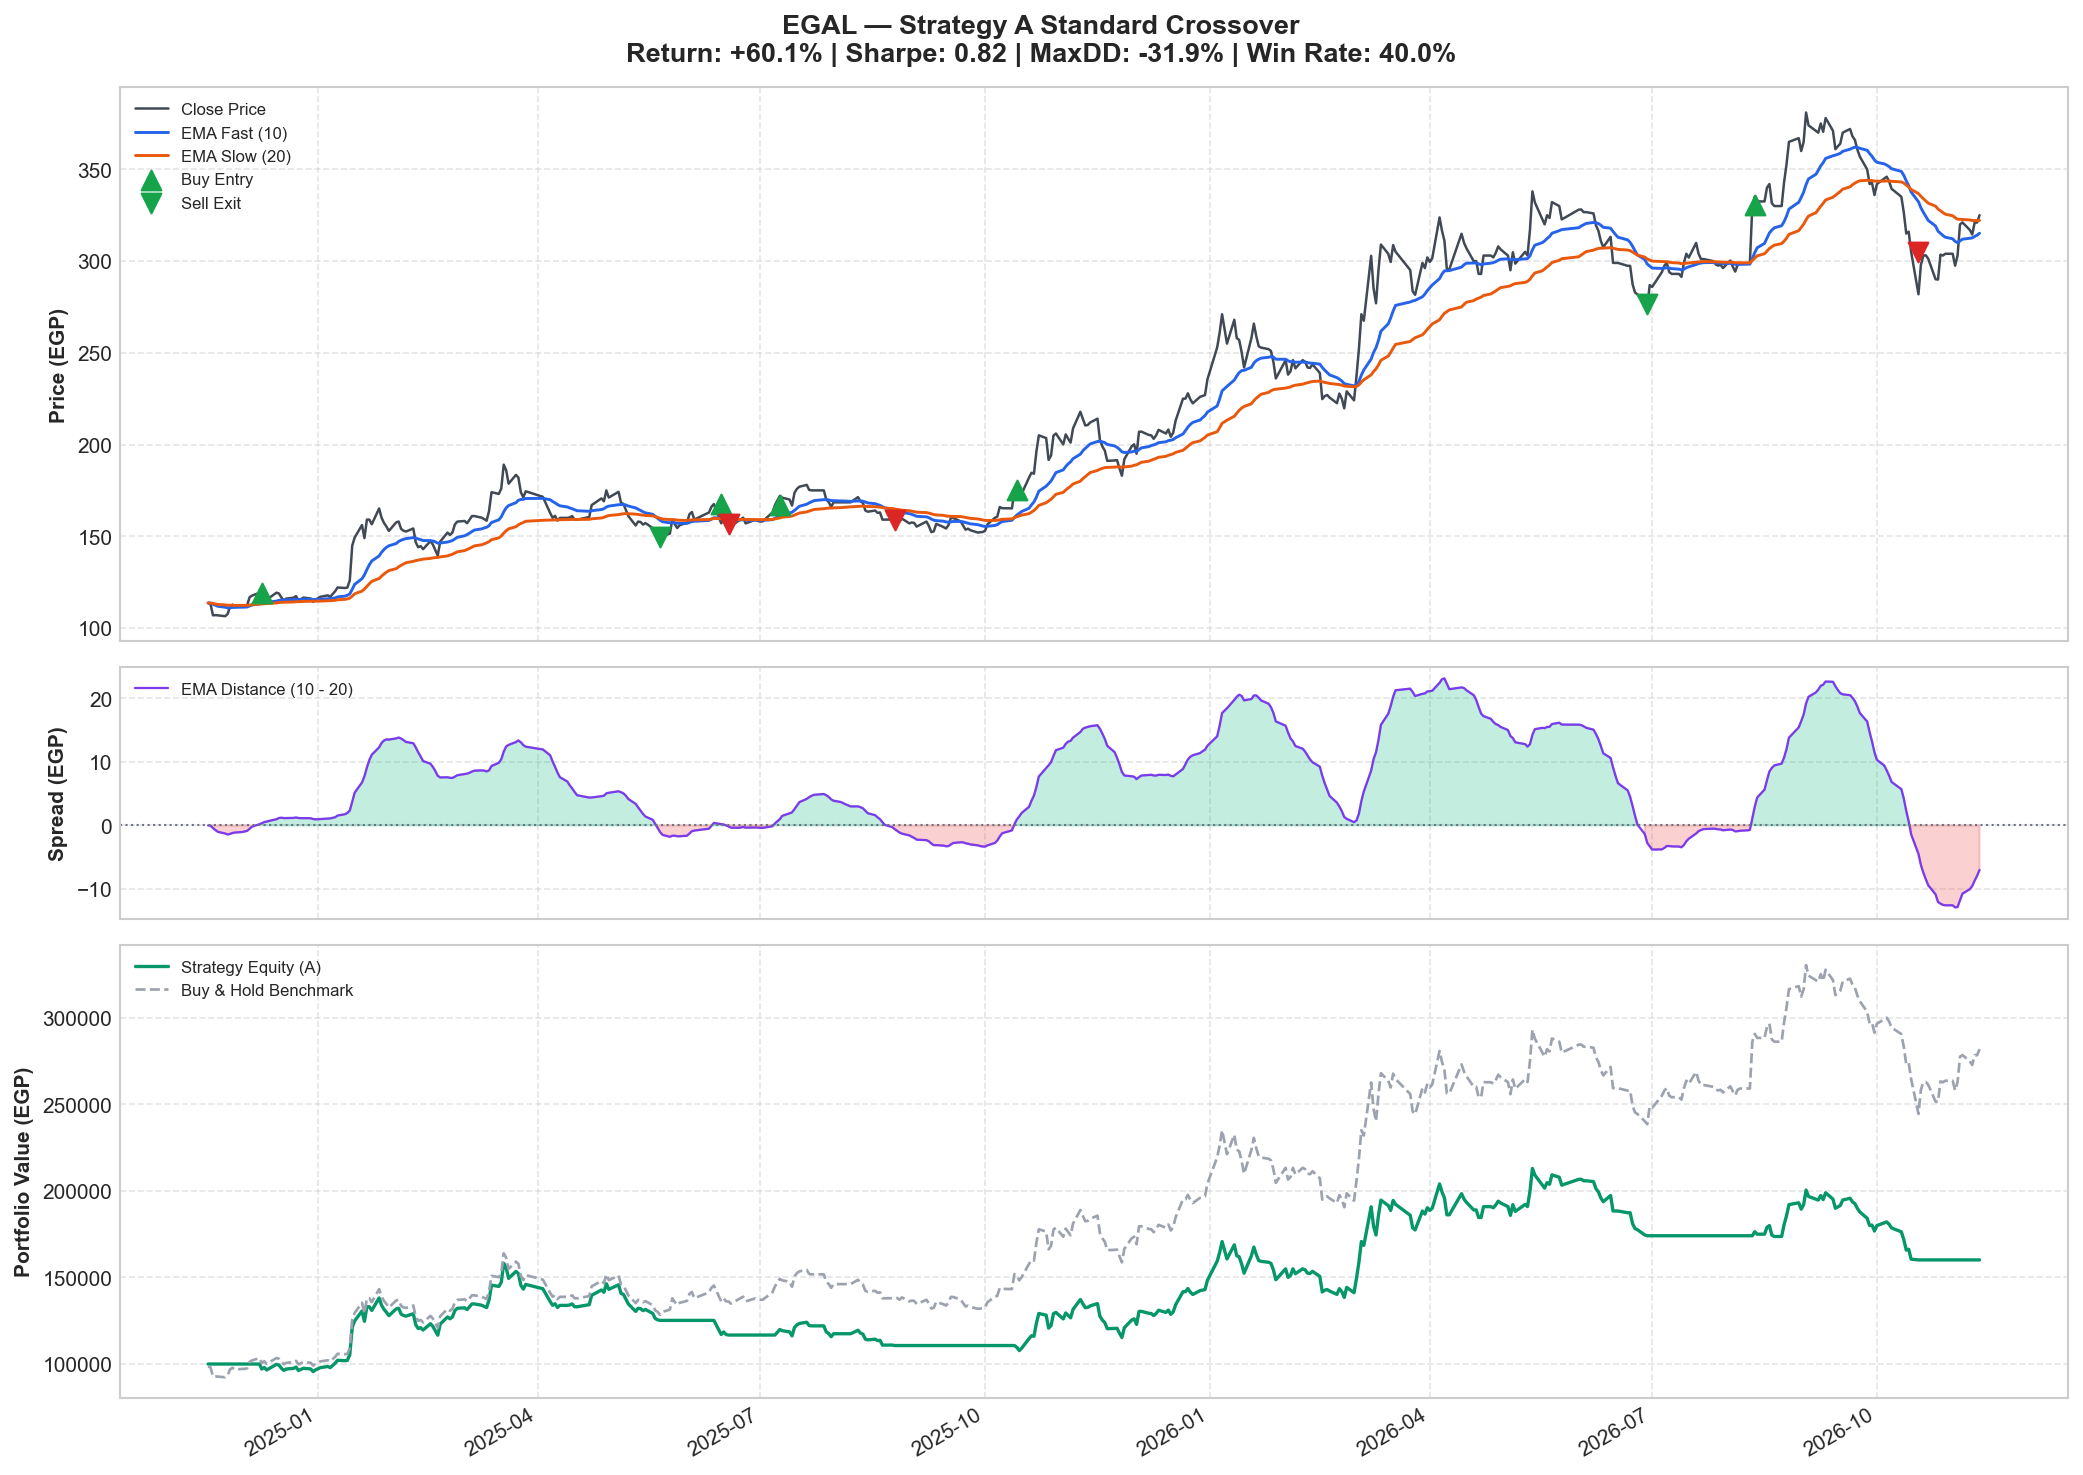 EGAL — Strategy A Standard Crossover
Return: +60.1% | Sharpe: 0.82 | MaxDD: -31.9% | Win Rate: 40.0%
Close Price
EMA Fast (10)
EMA Slow (20)
Buy Entry
Sell Exit
Price (EGP)
350
300
250
200
150
100
EMA Distance (10 - 20)
Spread (EGP)
20
10
0
−10
Strategy Equity (A)
Buy & Hold Benchmark
Portfolio Value (EGP)
300000
250000
200000
150000
100000
2025-01
2025-04
2025-07
2025-10
2026-01
2026-04
2026-07
2026-10